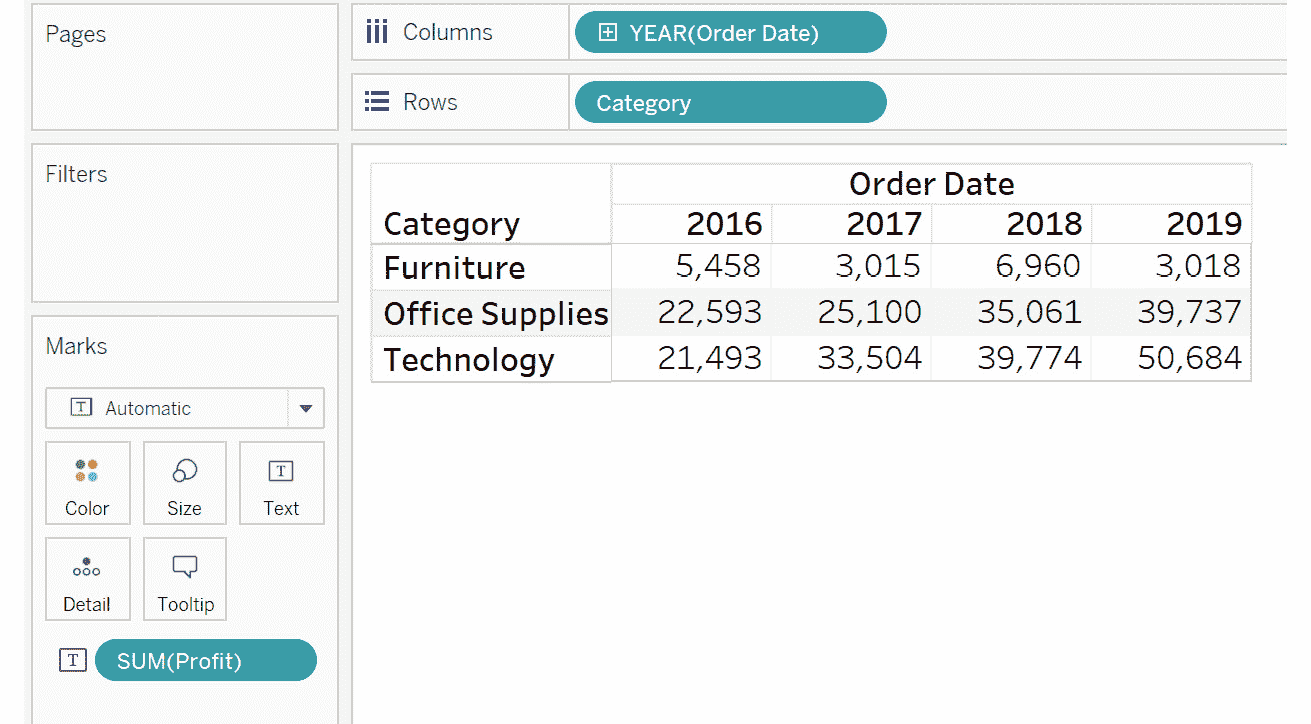 Pages
Columns
YEAR(Order Date)
Rows
Category
Filters
Order Date
Category 2016 2017 2018 2019
Furniture 5,458 3,015 6,960 3,018
Office Supplies 22,593 25,100 35,061 39,737
Technology 21,493 33,504 39,774 50,684
Marks
T Automatic
Color Size T Text
Detail Tooltip
T SUM(Profit)